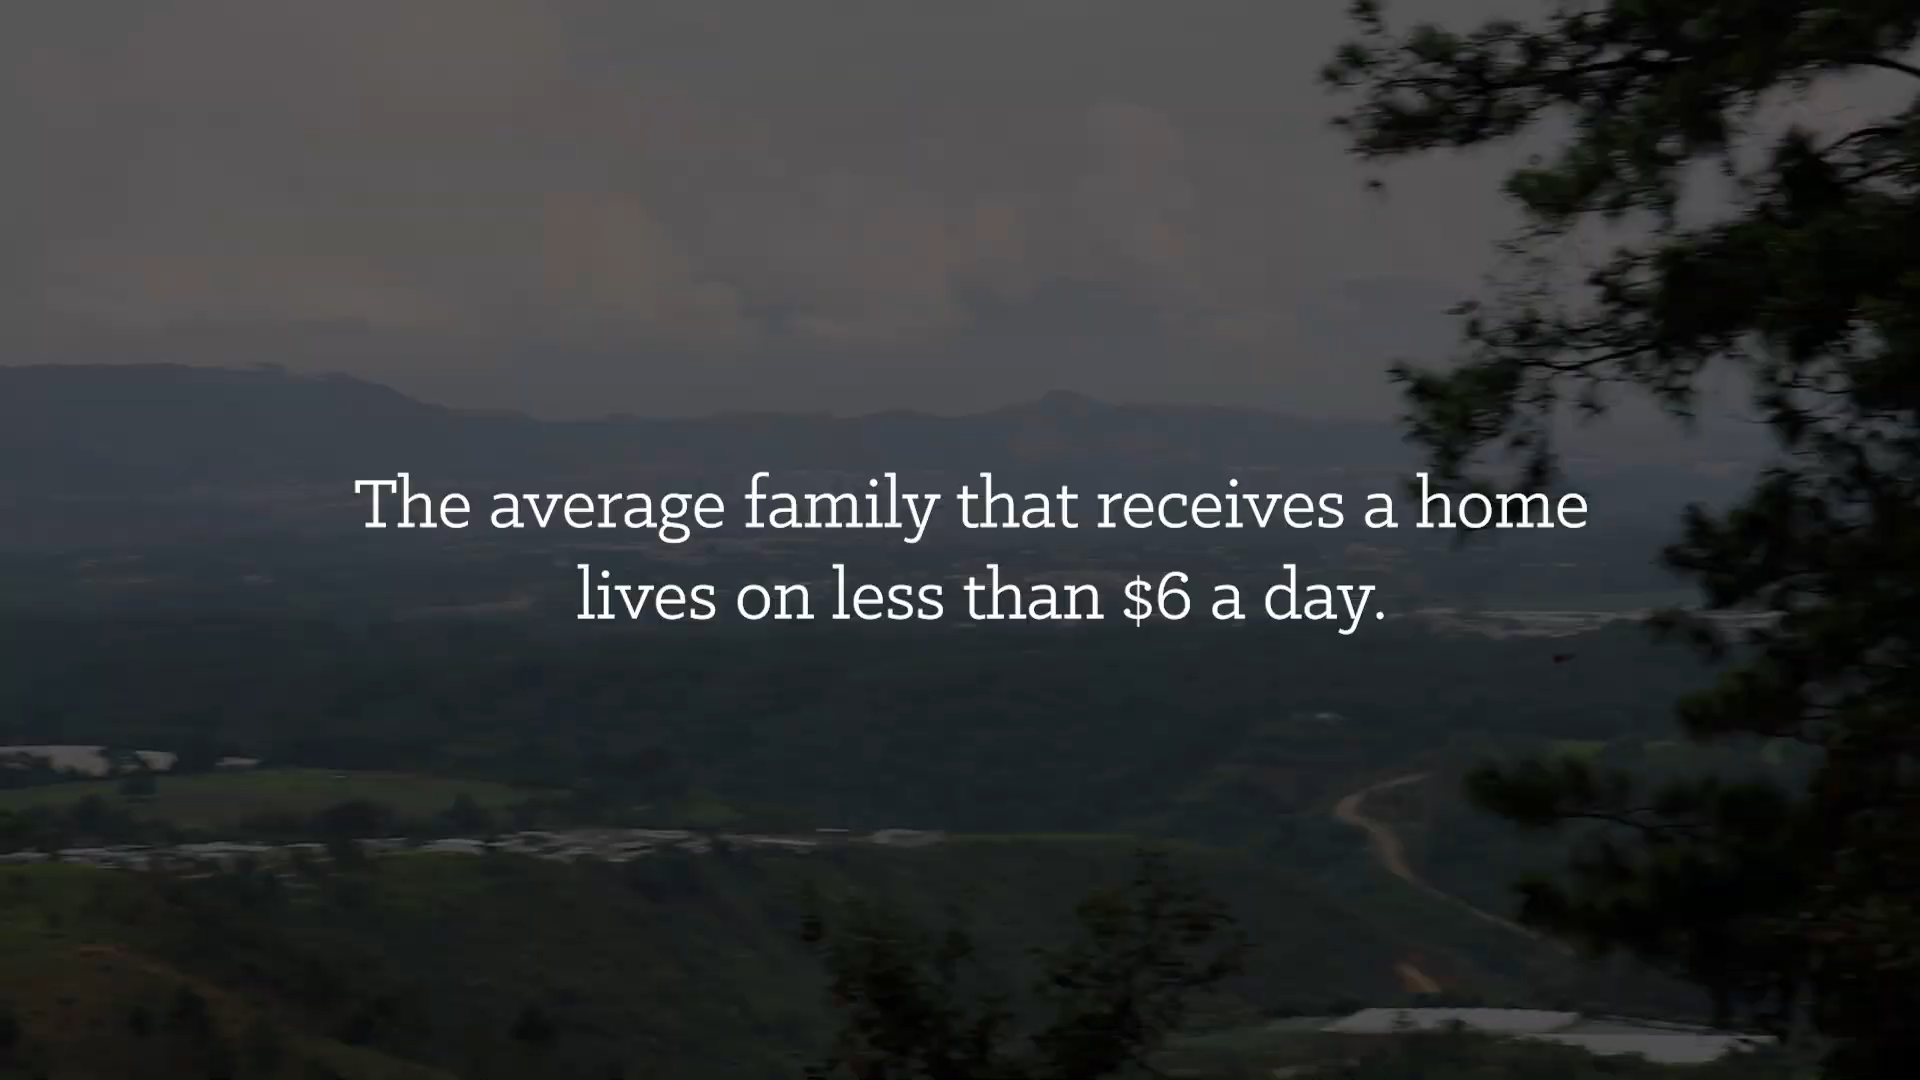 The average family that receives a home
lives on less than $6 a day.